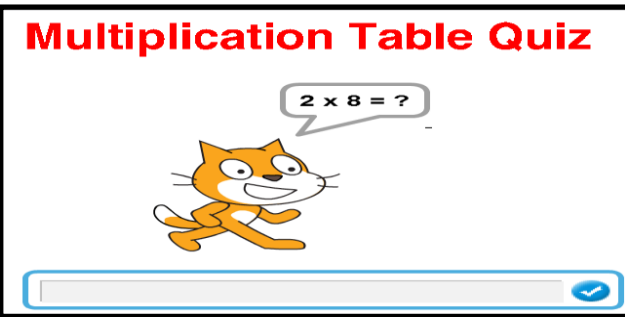 Multiplication Table Quiz
2 x 8 = ?